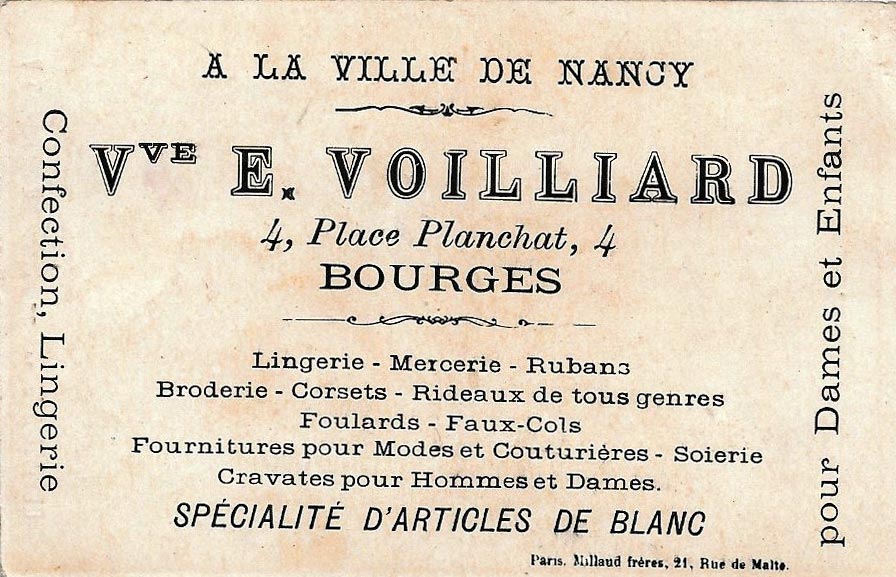 A LA VILLE DE NANCY
VVE E. VOILLIARD
4, Place Planchat, 4
BOURGES
Confection, Lingerie
pour Dames et Enfants
Lingerie - Mercerie - Rubans
Broderie - Corsets - Rideaux de tous genres
Foulards - Faux-Cols
Fournitures pour Modes et Couturières - Soierie
Cravates pour Hommes et Dames.
SPÉCIALITÉ D'ARTICLES DE BLANC
Paris. Millaud frères, 21, Rue de Malte.